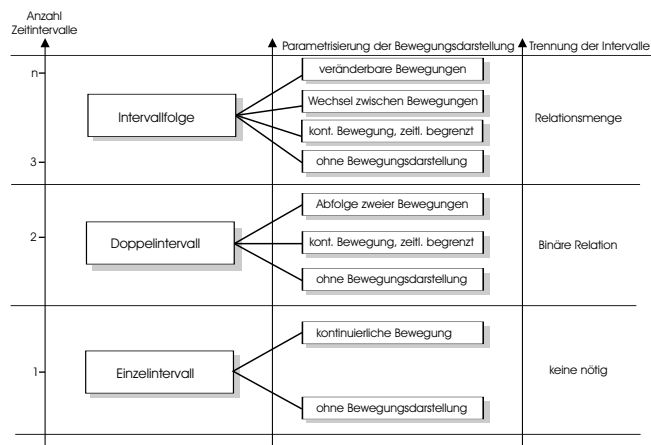 Anzahl
Zeitintervalle
Parametrisierung der Bewegungsdarstellung
Trennung der Intervalle
n
veränderbare Bewegungen
Wechsel zwischen Bewegungen
Intervallfolge
Relationsmenge
kont. Bewegung, zeitl. begrenzt
3
ohne Bewegungsdarstellung
Abfolge zweier Bewegungen
2
Doppelintervall
kont. Bewegung, zeitl. begrenzt
Binäre Relation
ohne Bewegungsdarstellung
kontinuierliche Bewegung
1
Einzelintervall
keine nötig
ohne Bewegungsdarstellung